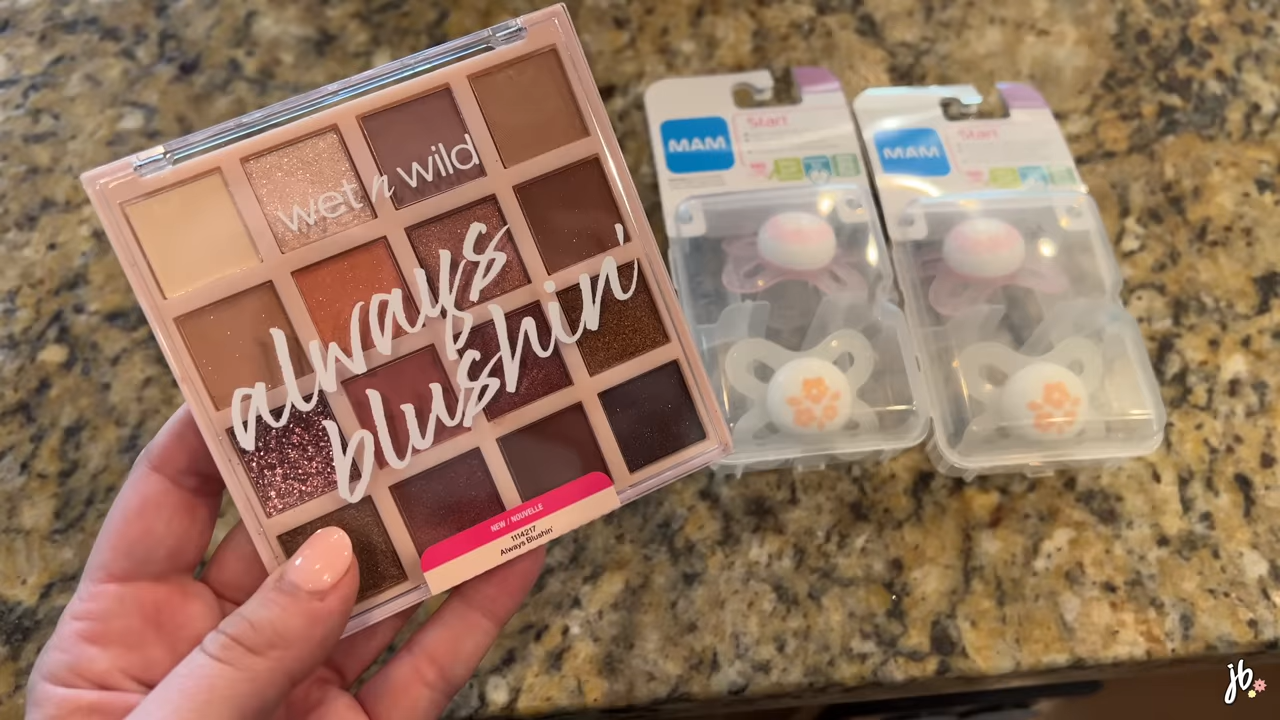 wet n wild
always
blushin'
NEW / NOUVELLE
1114217
Always Blushin'
MAM
Start
MAM
Start
jb